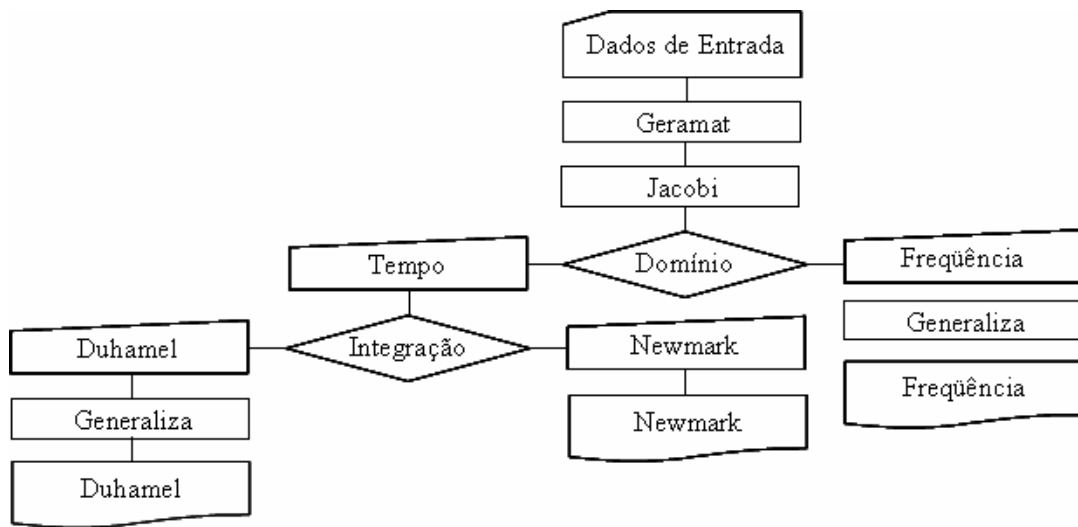 Dados de Entrada
Geramat
Jacobi
Tempo
Domínio
Freqüência
Duhamel
Integração
Newmark
Generaliza
Generaliza
Newmark
Freqüência
Duhamel